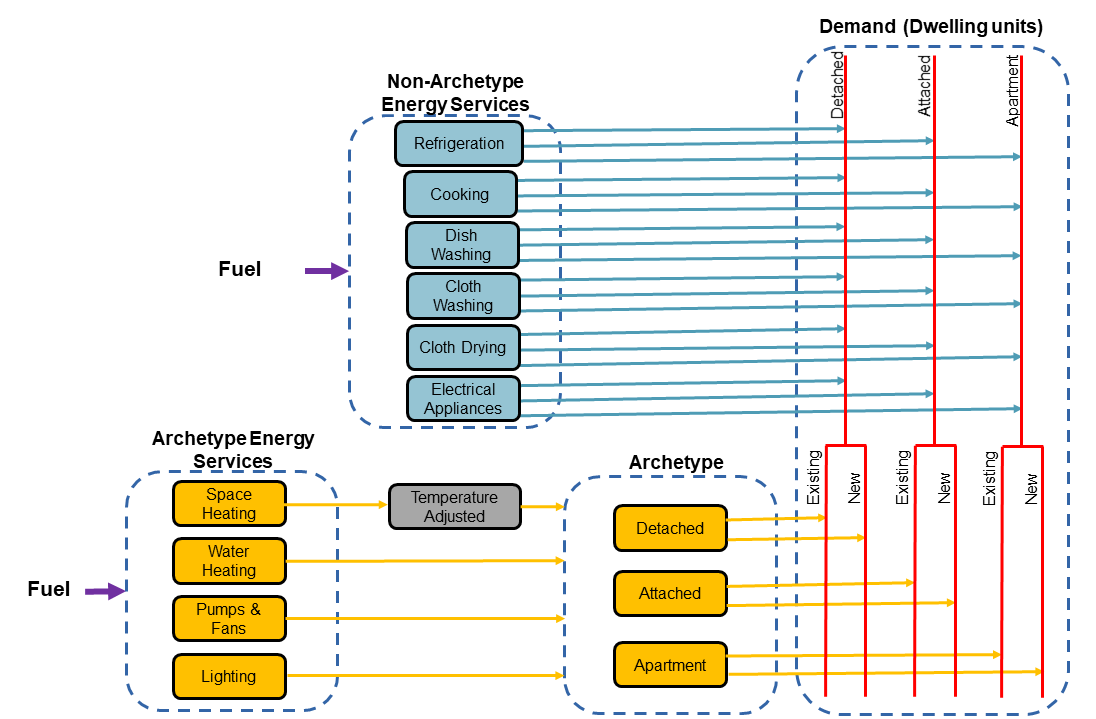 Demand (Dwelling units)
Detached
Attached
Apartment
Non-Archetype
Energy Services
Refrigeration
Cooking
Dish
Washing
Cloth
Washing
Cloth Drying
Electrical
Appliances
Fuel
Archetype Energy
Services
Space
Heating
Water
Heating
Pumps &
Fans
Lighting
Fuel
Temperature
Adjusted
Archetype
Detached
Attached
Apartment
Existing
New
Existing
New
Existing
New